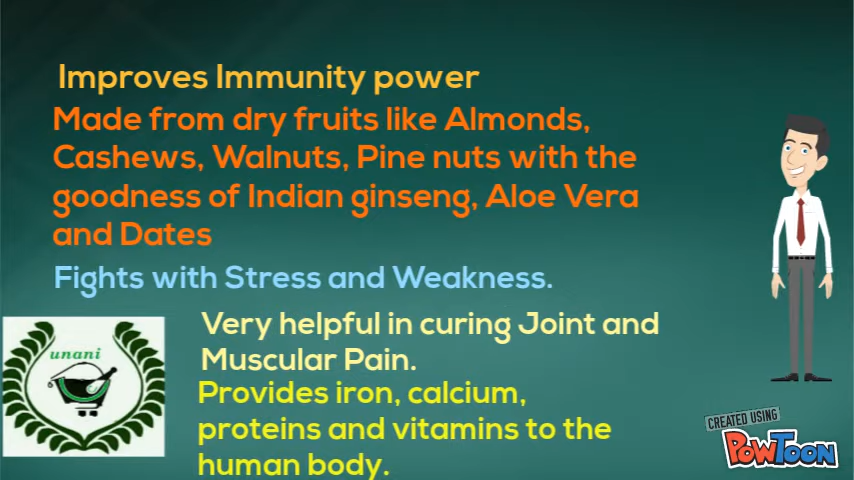 Improves Immunity power
Made from dry fruits like Almonds,
Cashews, Walnuts, Pine nuts with the
goodness of Indian ginseng, Aloe Vera
and Dates
Fights with Stress and Weakness.
Very helpful in curing Joint and
Muscular Pain.
Provides iron, calcium,
proteins and vitamins to the
human body.
unani
CREATED USING
POWTOON